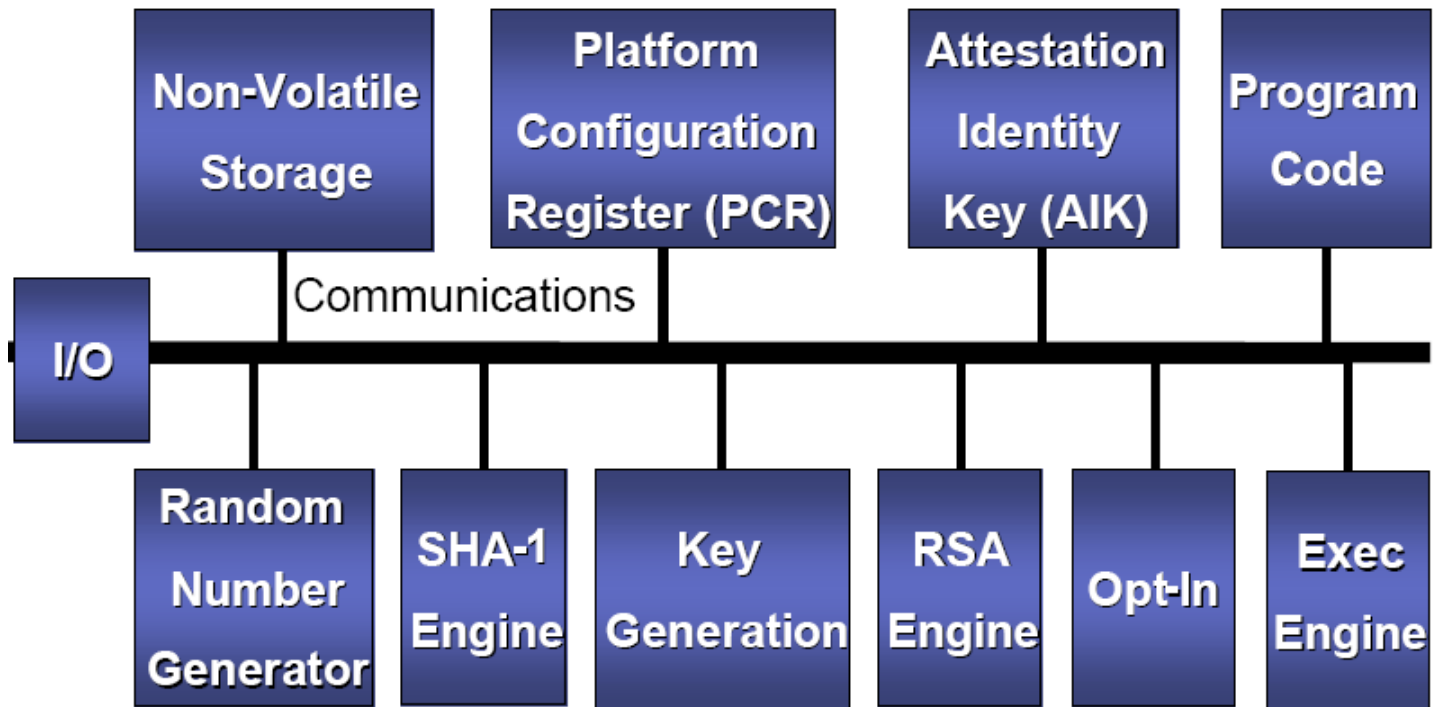 Non-Volatile
Storage
Platform
Configuration
Register (PCR)
Attestation
Identity
Key (AIK)
Program
Code
Communications
I/O
Random
Number
Generator
SHA-1
Engine
Key
Generation
RSA
Engine
Opt-In
Exec
Engine